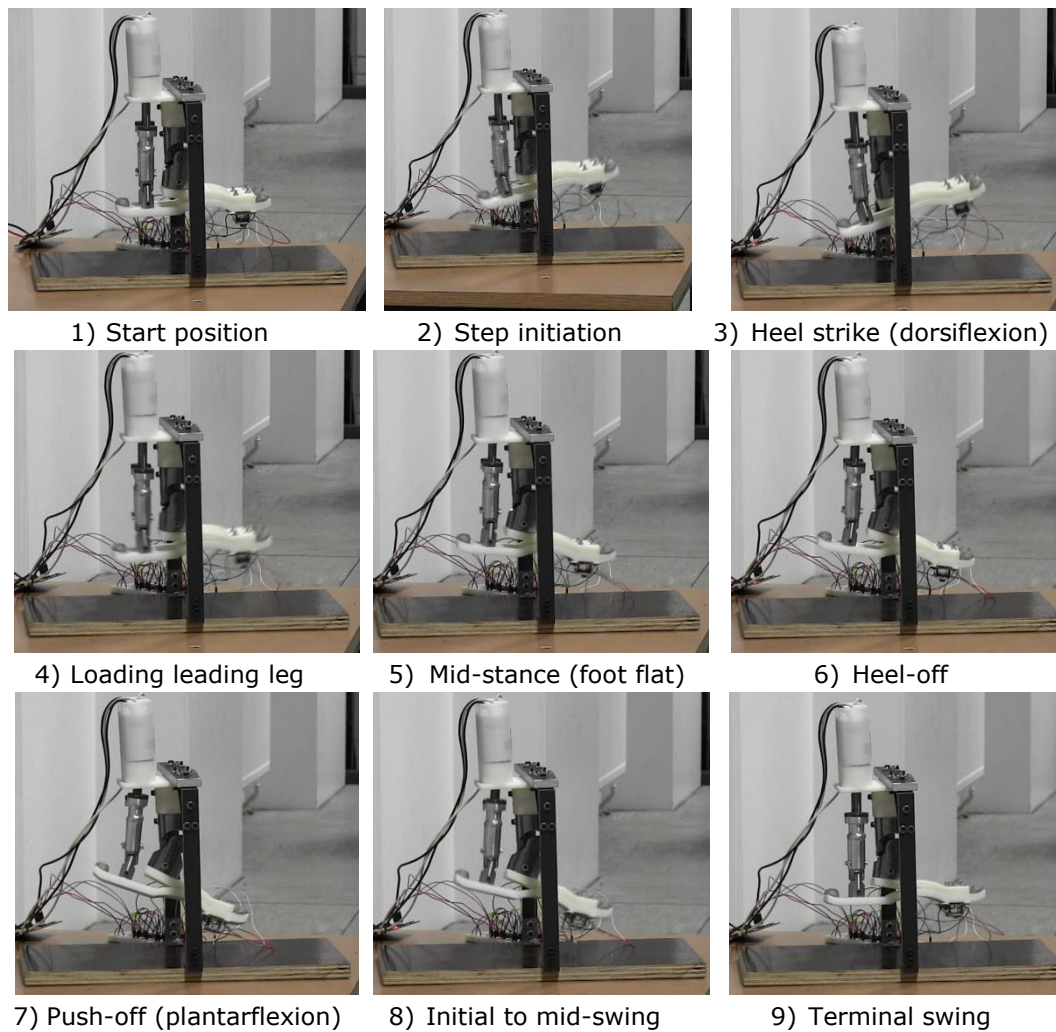 1) Start position
2) Step initiation
3) Heel strike (dorsiflexion)
4) Loading leading leg
5) Mid-stance (foot flat)
6) Heel-off
7) Push-off (plantarflexion)
8) Initial to mid-swing
9) Terminal swing